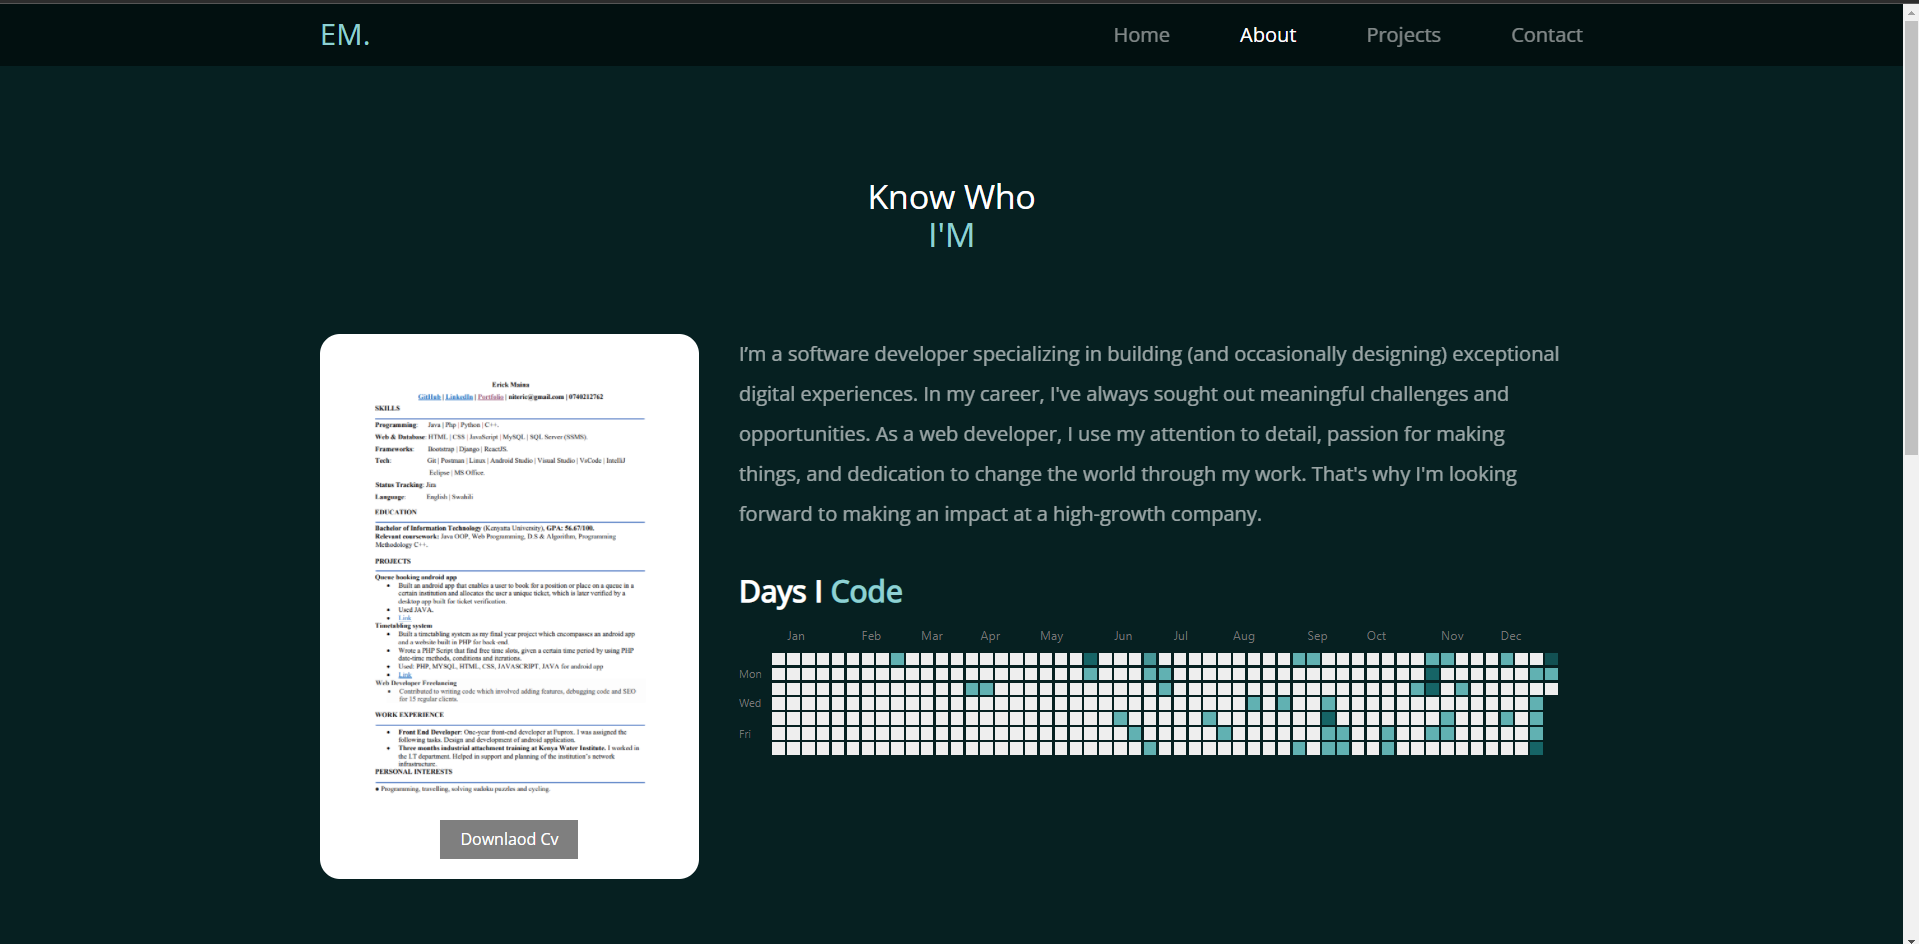 EM.
Home
About
Projects
Contact
Know Who
I'M
Erick Maina
GitHub | LinkedIn | Portfolio | niteric@gmail.com | 0740212762
SKILLS
Programming: Java | Php | Python | C++.
Web & Database: HTML | CSS | JavaScript | MySQL | SQL Server (SSMS).
Frameworks: Bootstrap | Django | ReactJS.
Tech: Git | Postman | Linux | Android Studio | Visual Studio | VsCode | IntelliJ
Eclipse | MS Office.
Status Tracking: Jira
Language: English | Swahili
EDUCATION
Bachelor of Information Technology (Kenyatta University), GPA: 56.67/100.
Relevant coursework: Java OOP, Web Programming, D.S & Algorithm, Programming
Methodology C++.
PROJECTS
Queue booking android app
• Built an android app that enables a user to book for a position or place on a queue in a
certain institution and allocates the user a unique ticket, which is later verified by a
desktop app built for ticket verification.
• Used JAVA.
• Link
Timetabling system
• Built a timetabling system as my final year project which encompasses an android app
and a website built in PHP for back-end.
• Wrote a PHP Script that find free time slots, given a certain time period by using PHP
date-time methods, conditions and iterations.
• Used: PHP, MYSQL, HTML, CSS, JAVASCRIPT, JAVA for android app
• Link
Web Developer Freelancing
• Contributed to writing code which involved adding features, debugging code and SEO
for 15 regular clients.
WORK EXPERIENCE
• Front End Developer: One-year front-end developer at Fuprox. I was assigned the
following tasks. Design and development of android application.
• Three months industrial attachment training at Kenya Water Institute. I worked in
the I.T department. Helped in support and planning of the institution's network
infrastructure.
PERSONAL INTERESTS
• Programming, travelling, solving sudoku puzzles and cycling.
Downlaod Cv
I’m a software developer specializing in building (and occasionally designing) exceptional
digital experiences. In my career, I've always sought out meaningful challenges and
opportunities. As a web developer, I use my attention to detail, passion for making
things, and dedication to change the world through my work. That's why I'm looking
forward to making an impact at a high-growth company.
Days I Code
Jan Feb Mar Apr May Jun Jul Aug Sep Oct Nov Dec
Mon
Wed
Fri